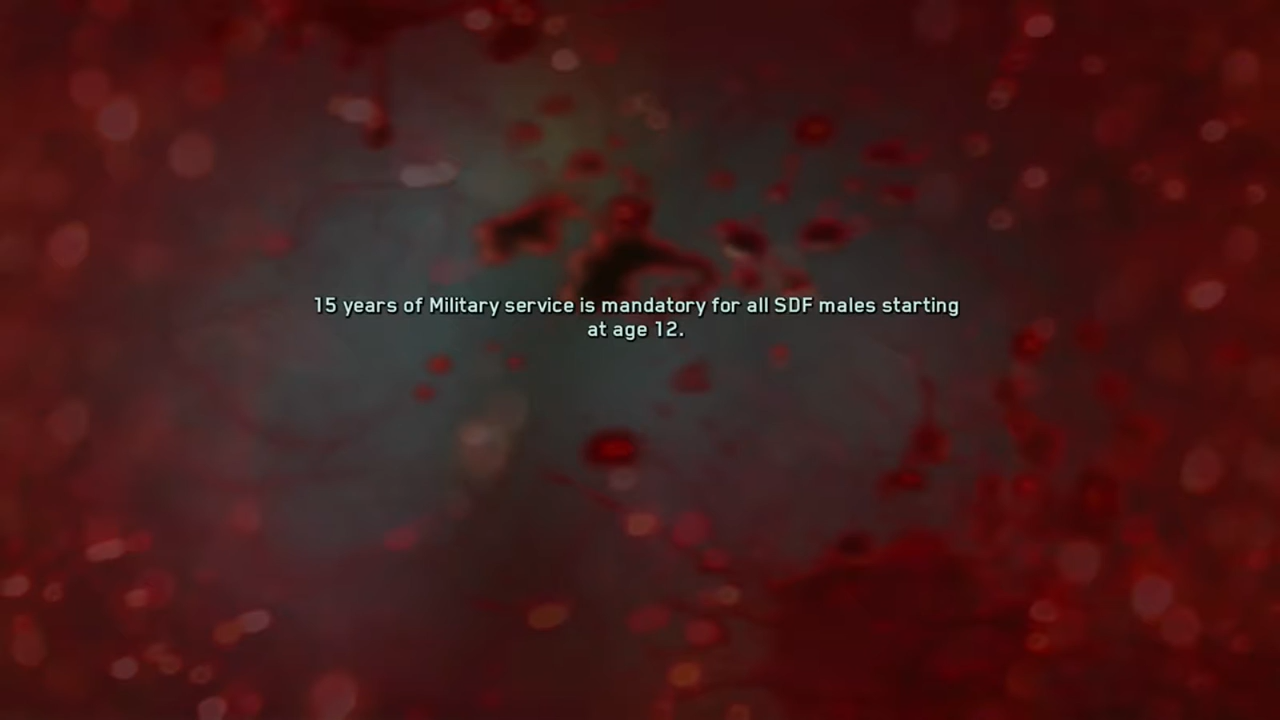 15 years of Military service is mandatory for all SDF males starting
at age 12.